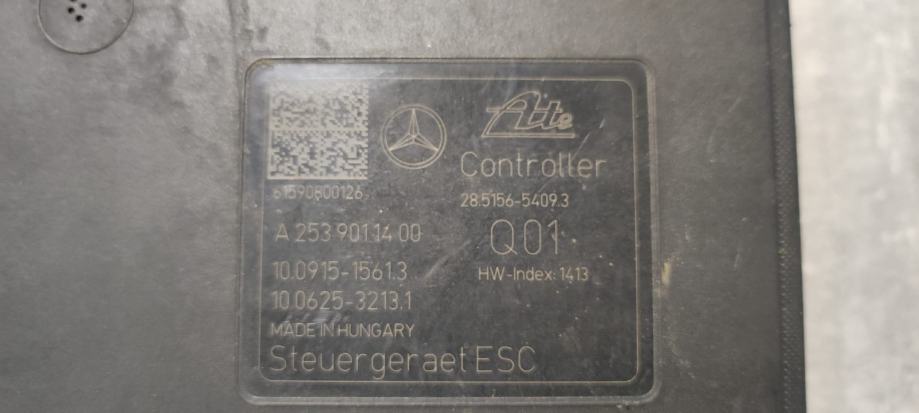 Ate
Controller
61590800126
28.5156-5409.3
A 253 901 14 00
Q01
10.0915-1561.3
HW-Index: 1413
10.0625-3213.1
MADE IN HUNGARY
Steuergeraet ESC